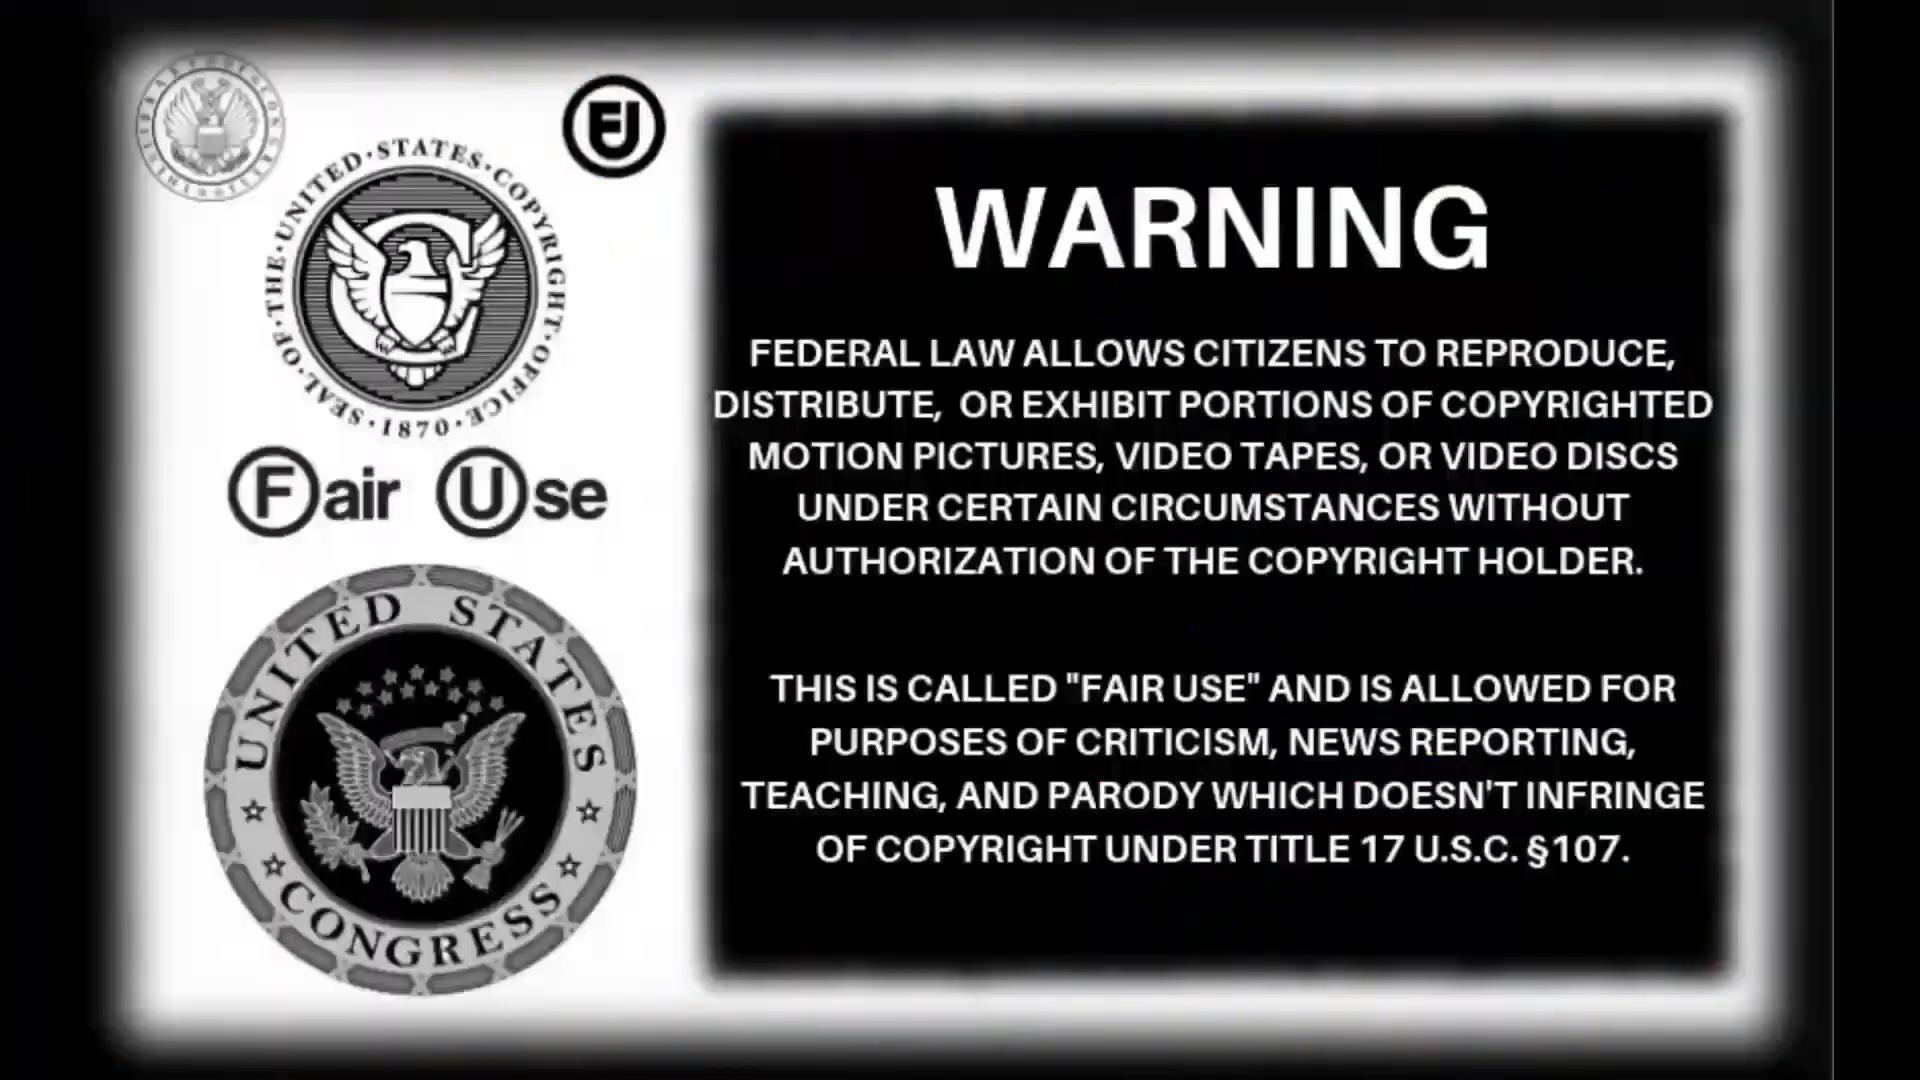 THE·UNITED·STATES·COPYRIGHT·OFFICE·1870·SEAL·OF·
Fair Use
UNITED STATES
CONGRESS
WARNING
FEDERAL LAW ALLOWS CITIZENS TO REPRODUCE,
DISTRIBUTE, OR EXHIBIT PORTIONS OF COPYRIGHTED
MOTION PICTURES, VIDEO TAPES, OR VIDEO DISCS
UNDER CERTAIN CIRCUMSTANCES WITHOUT
AUTHORIZATION OF THE COPYRIGHT HOLDER.
THIS IS CALLED "FAIR USE" AND IS ALLOWED FOR
PURPOSES OF CRITICISM, NEWS REPORTING,
TEACHING, AND PARODY WHICH DOESN'T INFRINGE
OF COPYRIGHT UNDER TITLE 17 U.S.C. §107.